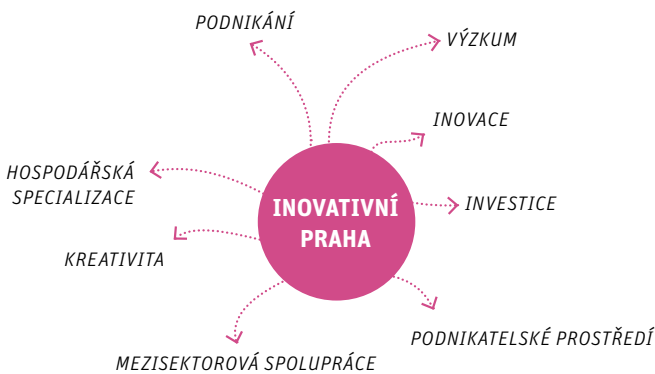 PODNIKÁNÍ
VÝZKUM
INOVACE
HOSPODÁŘSKÁ
SPECIALIZACE
INOVATIVNÍ
PRAHA
INVESTICE
KREATIVITA
PODNIKATELSKÉ PROSTŘEDÍ
MEZISEKTOROVÁ SPOLUPRÁCE